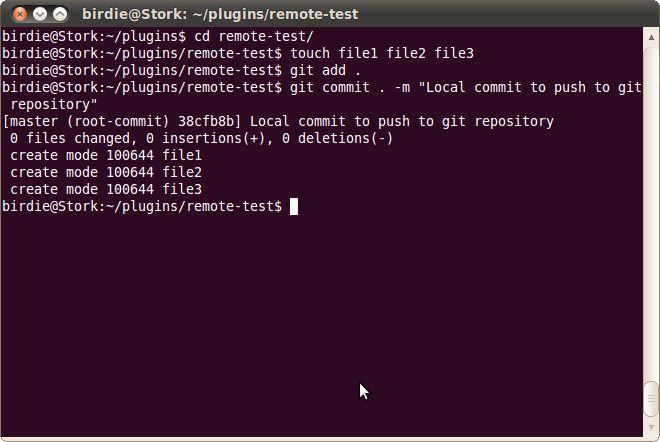 birdie@Stork: ~/plugins/remote-test
birdie@Stork:~/plugins$ cd remote-test/
birdie@Stork:~/plugins/remote-test$ touch file1 file2 file3
birdie@Stork:~/plugins/remote-test$ git add .
birdie@Stork:~/plugins/remote-test$ git commit . -m "Local commit to push to git
 repository"
[master (root-commit) 38cfb8b] Local commit to push to git repository
 0 files changed, 0 insertions(+), 0 deletions(-)
 create mode 100644 file1
 create mode 100644 file2
 create mode 100644 file3
birdie@Stork:~/plugins/remote-test$